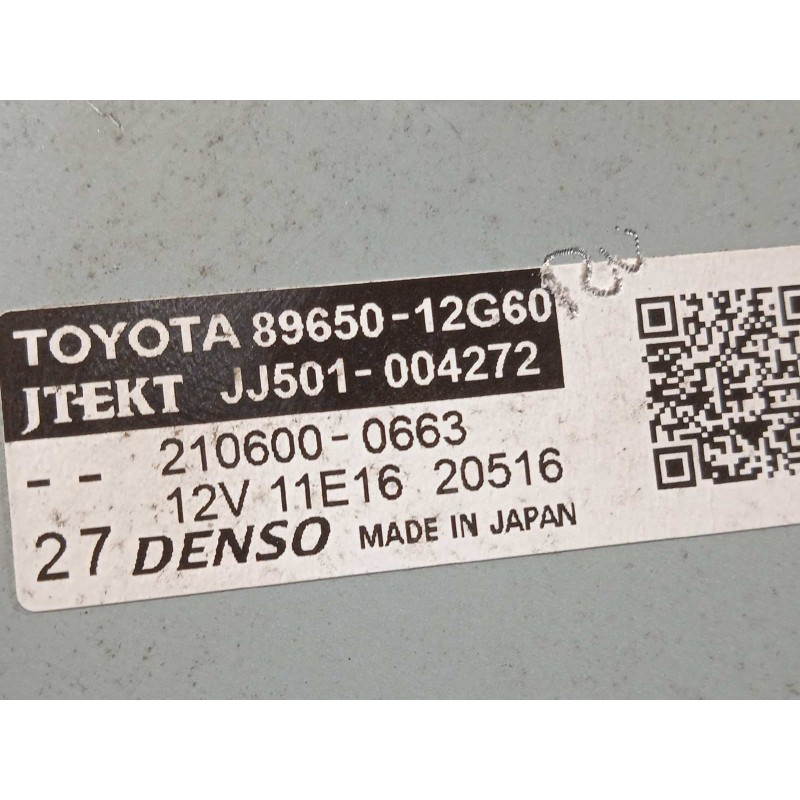 TOYOTA 89650-12G60
JTEKT JJ501-004272
-- 210600-0663
12V 11E16 20516
27 DENSO MADE IN JAPAN